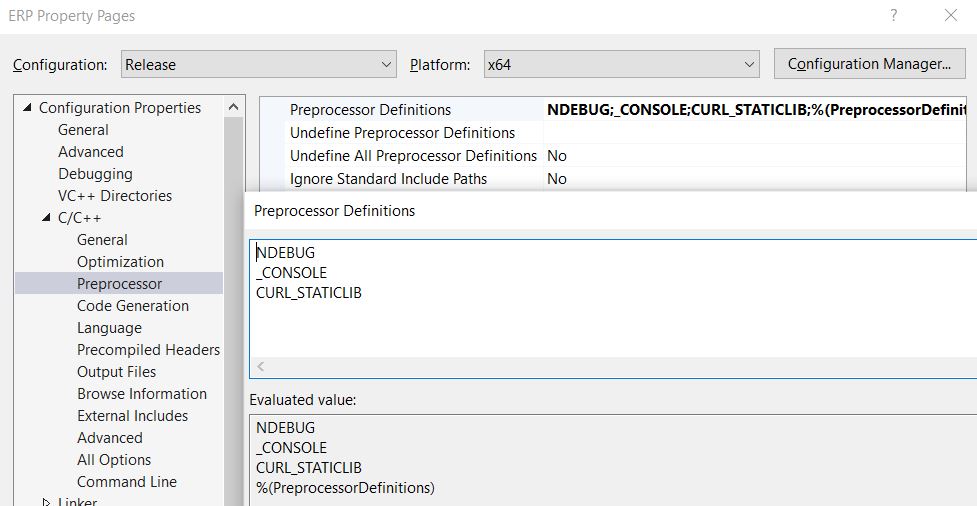 ERP Property Pages
? ×
Configuration: Release Platform: x64 Configuration Manager...
Configuration Properties
General
Advanced
Debugging
VC++ Directories
C/C++
General
Optimization
Preprocessor
Code Generation
Language
Precompiled Headers
Output Files
Browse Information
External Includes
Advanced
All Options
Command Line
Linker
Preprocessor Definitions NDEBUG;_CONSOLE;CURL_STATICLIB;%(PreprocessorDefinit
Undefine Preprocessor Definitions
Undefine All Preprocessor Definitions No
Ignore Standard Include Paths No
Preprocessor Definitions
NDEBUG
_CONSOLE
CURL_STATICLIB
Evaluated value:
NDEBUG
_CONSOLE
CURL_STATICLIB
%(PreprocessorDefinitions)